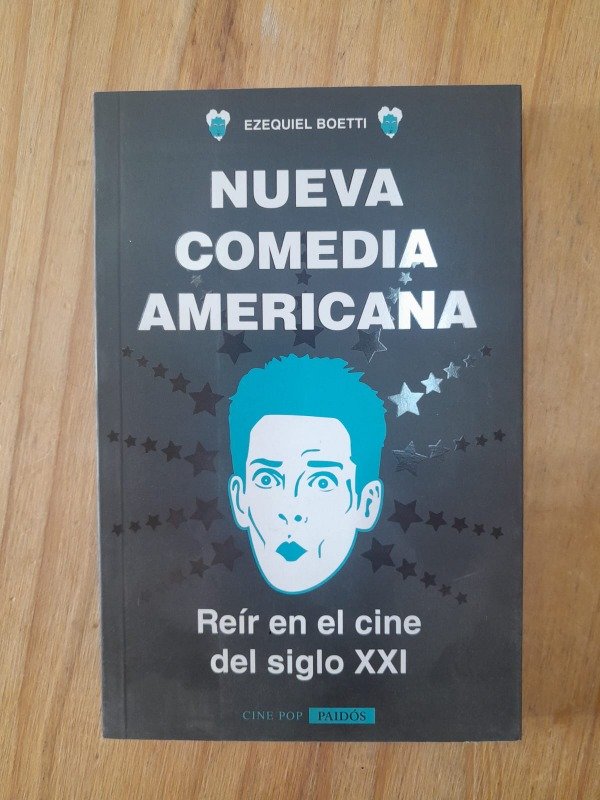 EZEQUIEL BOETTI
NUEVA
COMEDIA
AMERICANA
Reír en el cine
del siglo XXI
CINE POP PAIDÓS